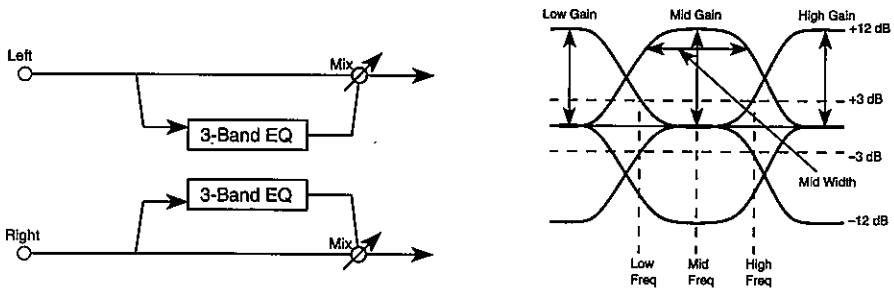 Left
Mix
3-Band EQ
3-Band EQ
Right
Mix
Low Gain
Mid Gain
High Gain
+12 dB
+3 dB
-3 dB
Mid Width
-12 dB
Low
Freq
Mid
Freq
High
Freq